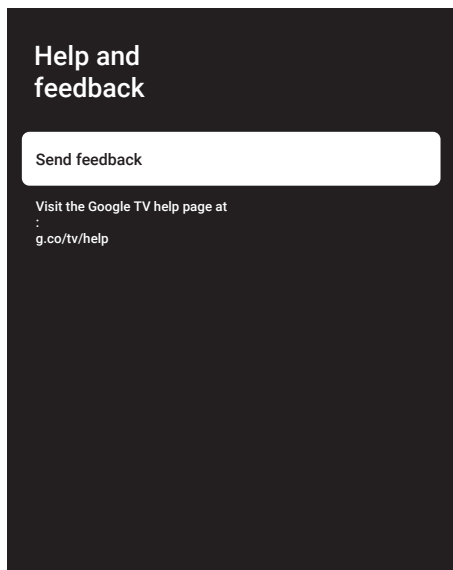 Help and
feedback
Send feedback
Visit the Google TV help page at
:
g.co/tv/help